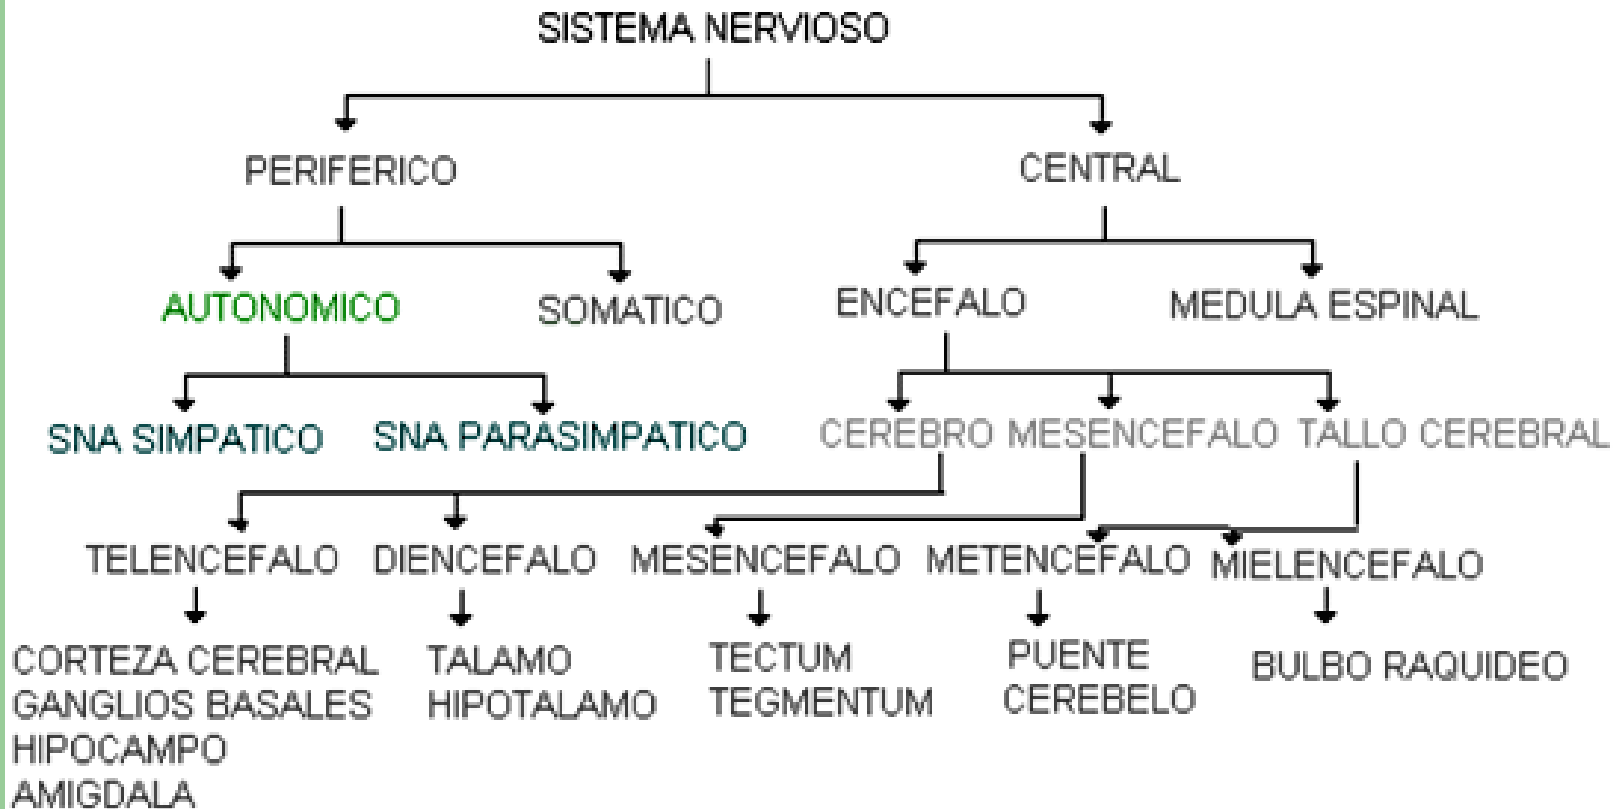 SISTEMA NERVIOSO
PERIFERICO
CENTRAL
AUTONOMICO
SOMATICO
ENCEFALO
MEDULA ESPINAL
SNA SIMPATICO
SNA PARASIMPATICO
CEREBRO
MESENCEFALO
TALLO CEREBRAL
TELENCEFALO
DIENCEFALO
MESENCEFALO
METENCEFALO
MIELENCEFALO
CORTEZA CEREBRAL
GANGLIOS BASALES
HIPOCAMPO
AMIGDALA
TALAMO
HIPOTALAMO
TECTUM
TEGMENTUM
PUENTE
CEREBELO
BULBO RAQUIDEO